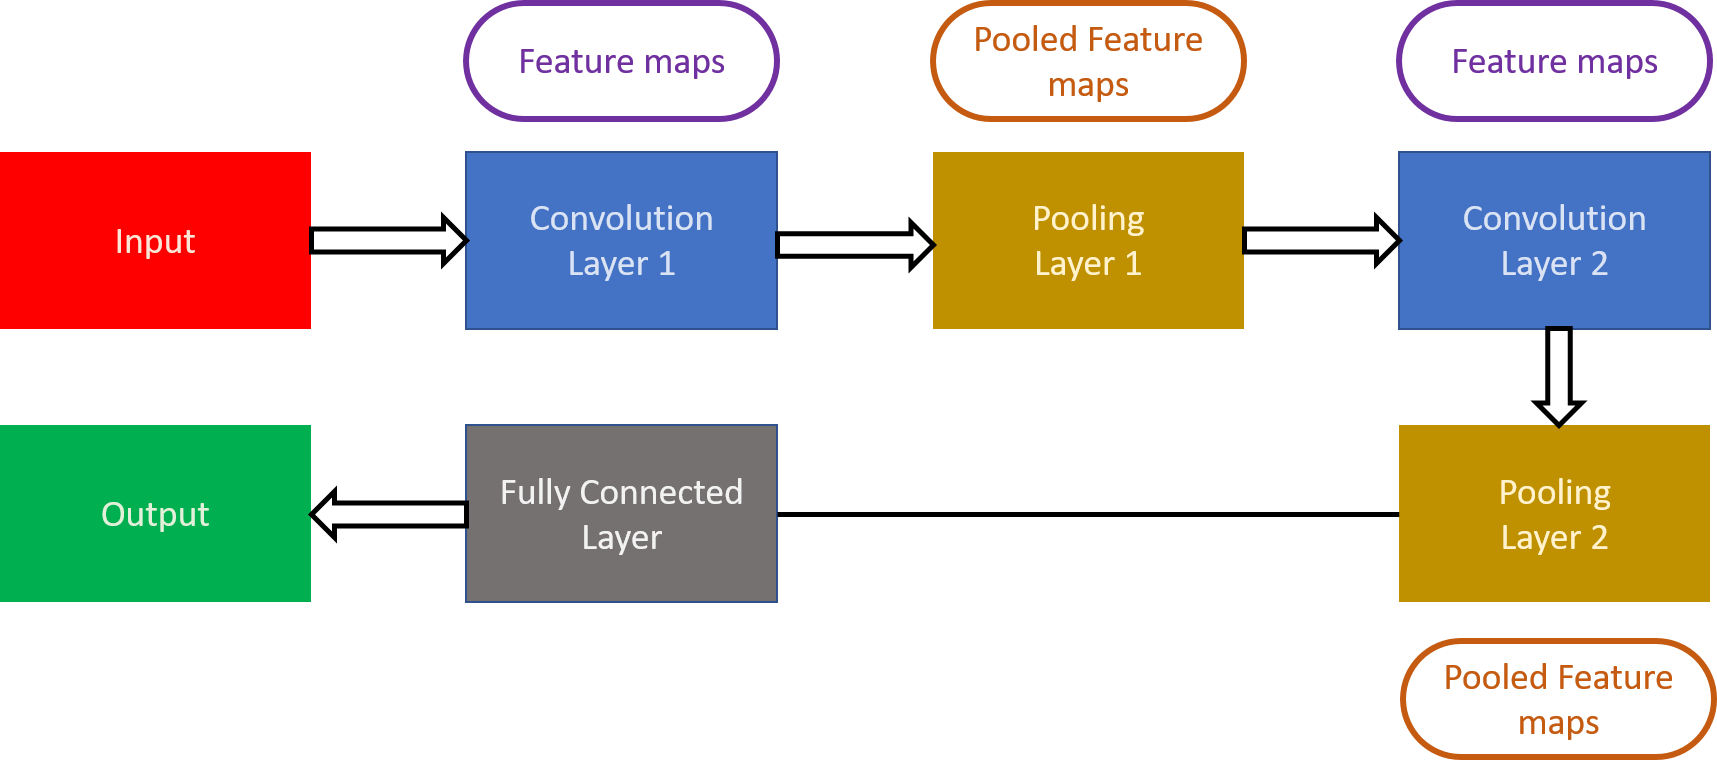 Feature maps
Pooled Feature
maps
Feature maps
Input
Convolution
Layer 1
Pooling
Layer 1
Convolution
Layer 2
Output
Fully Connected
Layer
Pooling
Layer 2
Pooled Feature
maps